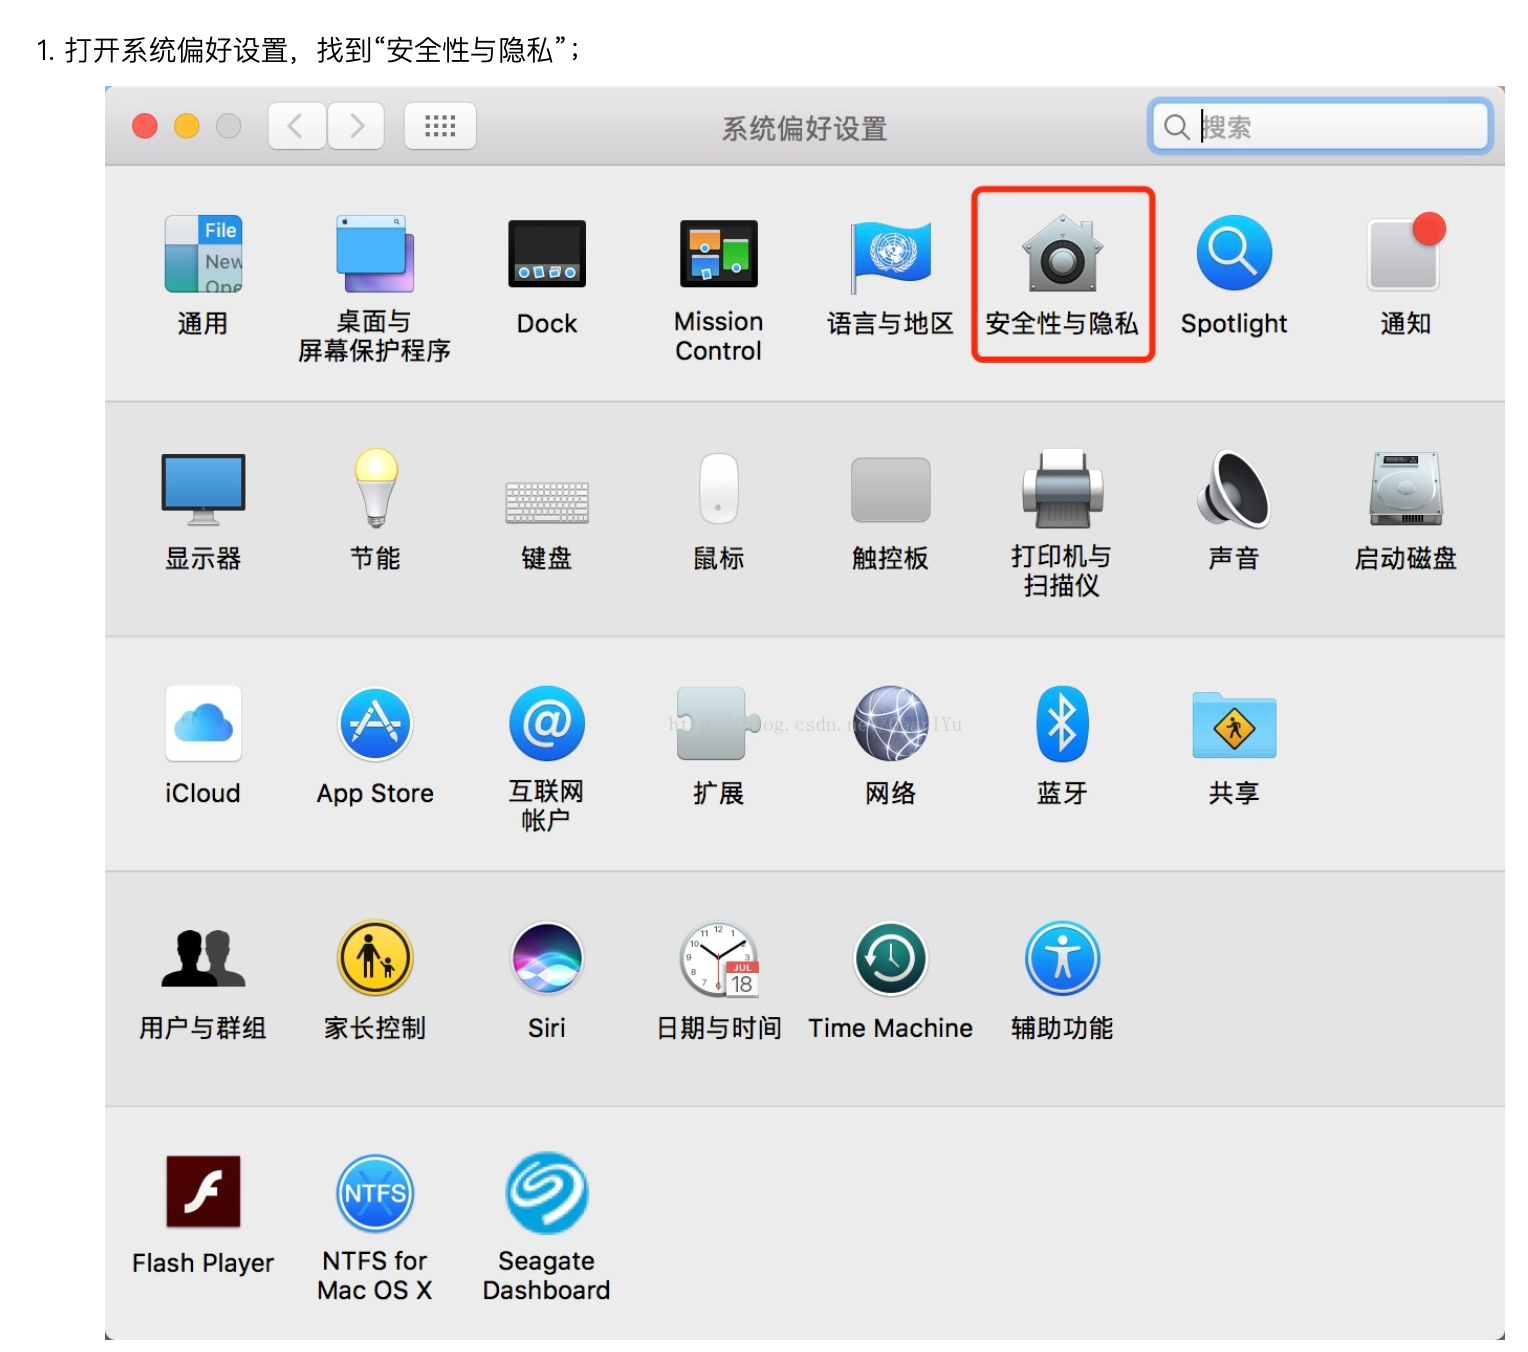 1. 打开系统偏好设置，找到“安全性与隐私”；
系统偏好设置
搜索
File
New
Ope
通用
桌面与
屏幕保护程序
Dock
Mission
Control
语言与地区
安全性与隐私
Spotlight
通知
显示器
节能
键盘
鼠标
触控板
打印机与
扫描仪
声音
启动磁盘
iCloud
App Store
@
互联网
帐户
扩展
网络
蓝牙
共享
用户与群组
家长控制
Siri
JUL
18
日期与时间
Time Machine
辅助功能
Flash Player
NTFS
NTFS for
Mac OS X
Seagate
Dashboard